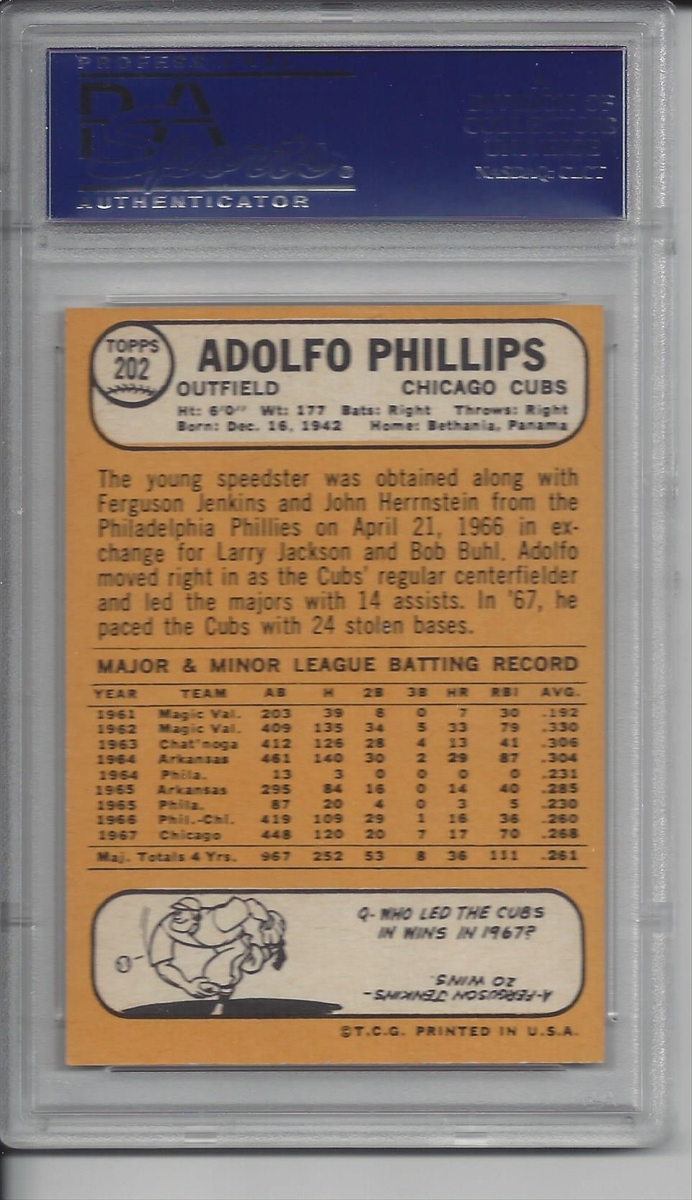 PROFESSIONAL
PSA
Sports ®
AUTHENTICATOR
A
DIVISION OF
COLLECTORS
UNIVERSE
NASDAQ: CLCT
TOPPS
202
ADOLFO PHILLIPS
OUTFIELD CHICAGO CUBS
Ht: 6'0" Wt: 177 Bats: Right Throws: Right
Born: Dec. 16, 1942 Home: Bethania, Panama
The young speedster was obtained along with
Ferguson Jenkins and John Herrnstein from the
Philadelphia Phillies on April 21, 1966 in ex-
change for Larry Jackson and Bob Buhl. Adolfo
moved right in as the Cubs' regular centerfielder
and led the majors with 14 assists. In '67, he
paced the Cubs with 24 stolen bases.
MAJOR & MINOR LEAGUE BATTING RECORD
YEAR TEAM AB H 2B 3B HR RBI AVG.
1961 Magic Val. 203 39 8 0 7 30 .192
1962 Magic Val. 409 135 34 5 33 79 .330
1963 Chat'nooga 412 126 28 4 13 41 .306
1964 Arkansas 461 140 30 2 29 87 .304
1964 Phila. 13 3 0 0 0 0 .231
1965 Arkansas 295 84 16 0 14 40 .285
1965 Phila. 87 20 4 0 3 5 .230
1966 Phil.-Chi. 419 109 29 1 16 36 .260
1967 Chicago 448 120 20 7 17 70 .268
Maj. Totals 4 Yrs. 967 252 53 8 36 111 .261
Q- WHO LED THE CUBS
IN WINS IN 1967?
A-FERGUSON JENKINS-
20 WINS.
©T.C.G. PRINTED IN U.S.A.